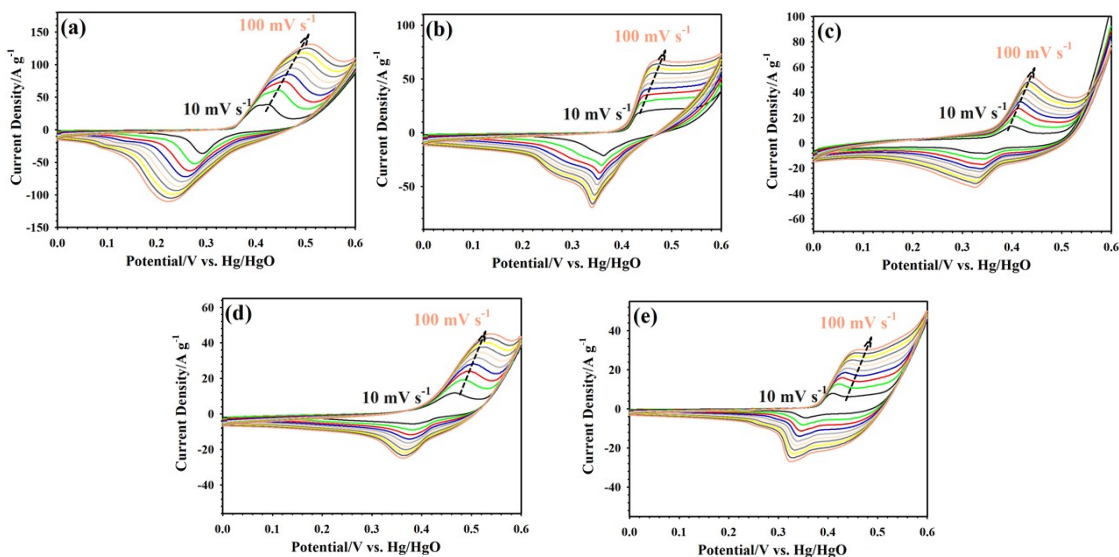 (a)
100 mV s⁻¹
10 mV s⁻¹
Current Density/A g⁻¹
150
100
50
0
-50
-100
-150
0.0 0.1 0.2 0.3 0.4 0.5 0.6
Potential/V vs. Hg/HgO
(b)
100 mV s⁻¹
10 mV s⁻¹
Current Density/A g⁻¹
100
50
0
-50
0.0 0.1 0.2 0.3 0.4 0.5 0.6
Potential/V vs. Hg/HgO
(c)
100 mV s⁻¹
10 mV s⁻¹
Current Density/A g⁻¹
100
80
60
40
20
0
-20
-40
-60
0.0 0.1 0.2 0.3 0.4 0.5 0.6
Potential/V vs. Hg/HgO
(d)
100 mV s⁻¹
10 mV s⁻¹
Current Density/A g⁻¹
60
40
20
0
-20
-40
0.0 0.1 0.2 0.3 0.4 0.5 0.6
Potential/V vs. Hg/HgO
(e)
100 mV s⁻¹
10 mV s⁻¹
Current Density/A g⁻¹
40
20
0
-20
-40
0.0 0.1 0.2 0.3 0.4 0.5 0.6
Potential/V vs. Hg/HgO